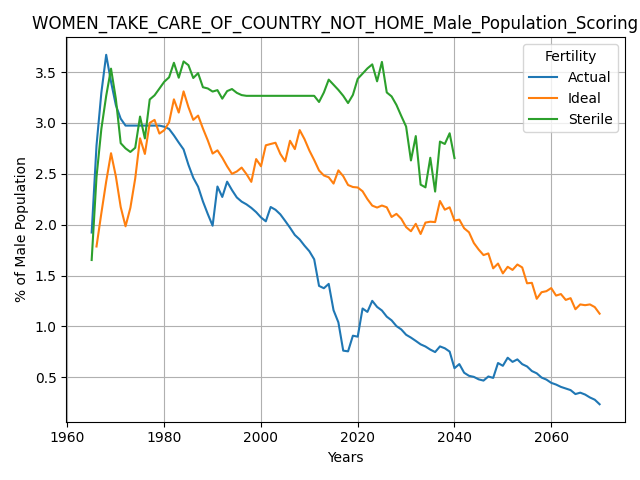 WOMEN_TAKE_CARE_OF_COUNTRY_NOT_HOME_Male_Population_Scoring
Fertility
Actual
Ideal
Sterile
% of Male Population
3.5
3.0
2.5
2.0
1.5
1.0
0.5
1960 1980 2000 2020 2040 2060
Years